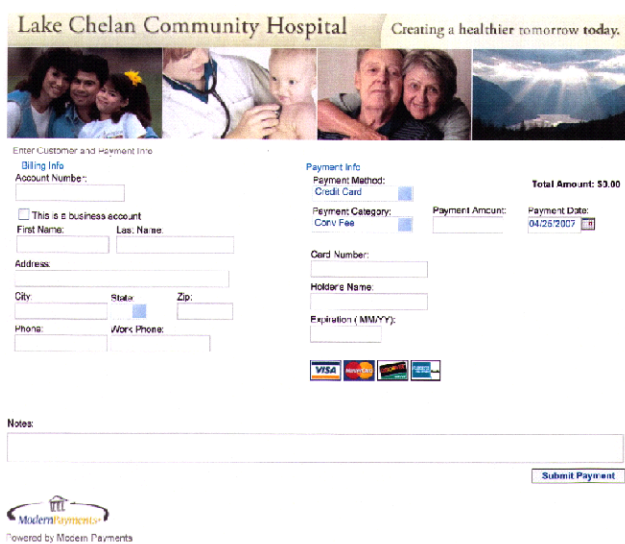 Lake Chelan Community Hospital
Creating a healthier tomorrow today.
Enter Customer and Payment Info
Billing Info
Account Number:
This is a business account
First Name: Last Name:
Address:
City: State: Zip:
Phone: Work Phone:
Payment Info
Payment Method:
Credit Card
Total Amount: $0.00
Payment Category: Payment Amount: Payment Date:
Conv Fee 04/26/2007
Card Number:
Holder's Name:
Expiration ( MM/YY):
VISA MasterCard
Notes:
Submit Payment
ModernPayments
Powered by Modern Payments